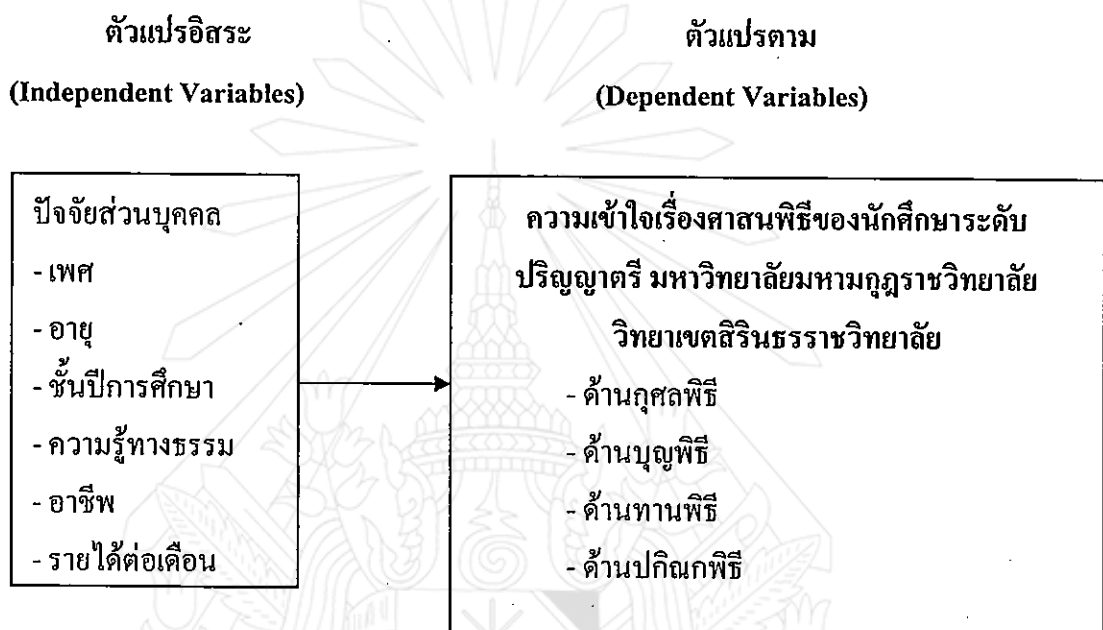 ตัวแปรอิสระ
(Independent Variables)
ตัวแปรตาม
(Dependent Variables)
ปัจจัยส่วนบุคคล
- เพศ
- อายุ
- ชั้นปีการศึกษา
- ความรู้ทางธรรม
- อาชีพ
- รายได้ต่อเดือน
ความเข้าใจเรื่องศาสนพิธีของนักศึกษาระดับ
ปริญญาตรี มหาวิทยาลัยมหามกุฎราชวิทยาลัย
วิทยาเขตสิรินธรราชวิทยาลัย
- ด้านกุศลพิธี
- ด้านบุญพิธี
- ด้านทานพิธี
- ด้านปกิณกพิธี